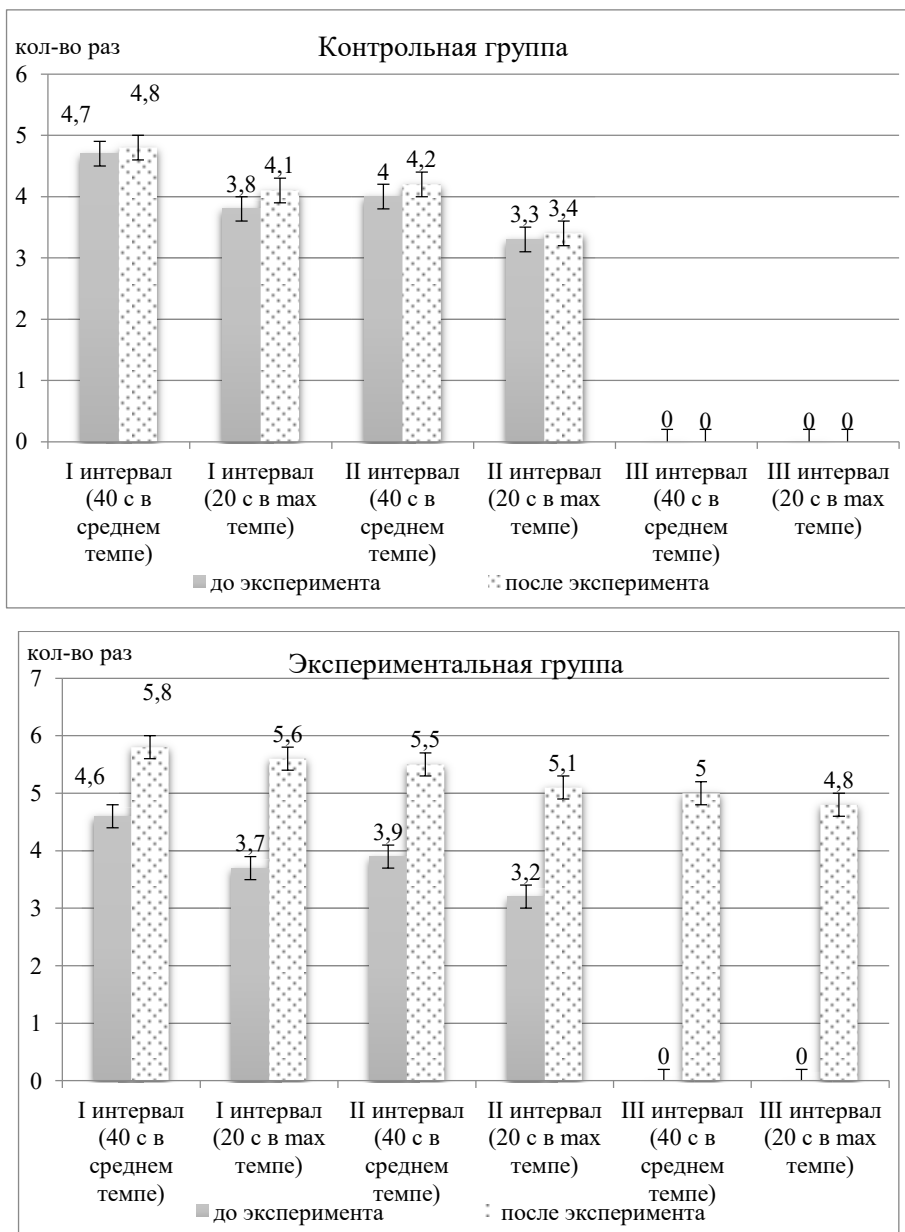 кол-во раз
Контрольная группа
6
5
4
3
2
1
0
4,7
4,8
3,8
4,1
4
4,2
3,3
3,4
0
0
0
0
I интервал (40 с в среднем темпе)
I интервал (20 с в max темпе)
II интервал (40 с в среднем темпе)
II интервал (20 с в max темпе)
III интервал (40 с в среднем темпе)
III интервал (20 с в max темпе)
до эксперимента
после эксперимента
кол-во раз
Экспериментальная группа
7
6
5
4
3
2
1
0
4,6
5,8
3,7
5,6
3,9
5,5
3,2
5,1
0
5
0
4,8
I интервал (40 с в среднем темпе)
I интервал (20 с в max темпе)
II интервал (40 с в среднем темпе)
II интервал (20 с в max темпе)
III интервал (40 с в среднем темпе)
III интервал (20 с в max темпе)
до эксперимента
после эксперимента